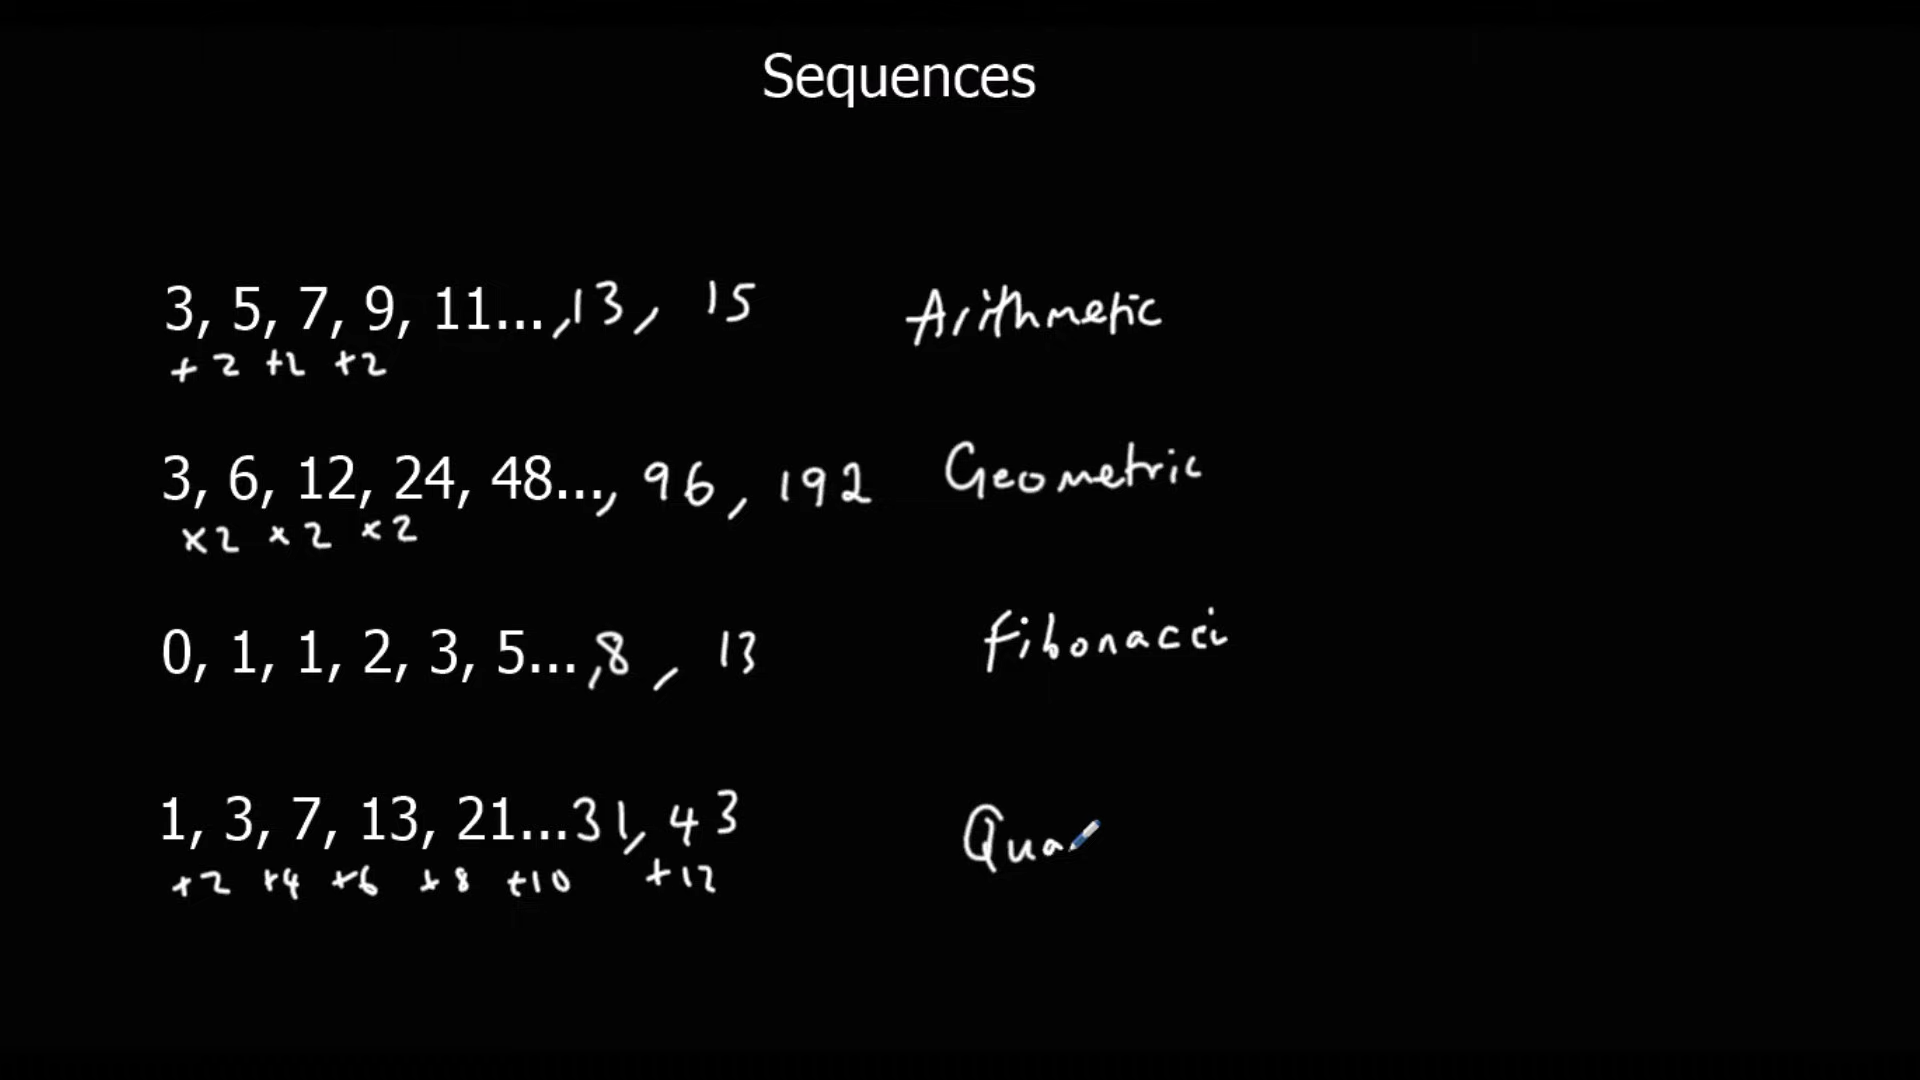 Sequences
3, 5, 7, 9, 11...,13, 15 Arithmetic
+2 +2 +2
3, 6, 12, 24, 48..., 96, 192 Geometric
×2 ×2 ×2
0, 1, 1, 2, 3, 5...,8, 13 Fibonacci
1, 3, 7, 13, 21...31, 43 Qua
+2 +4 +6 +8 +10 +12